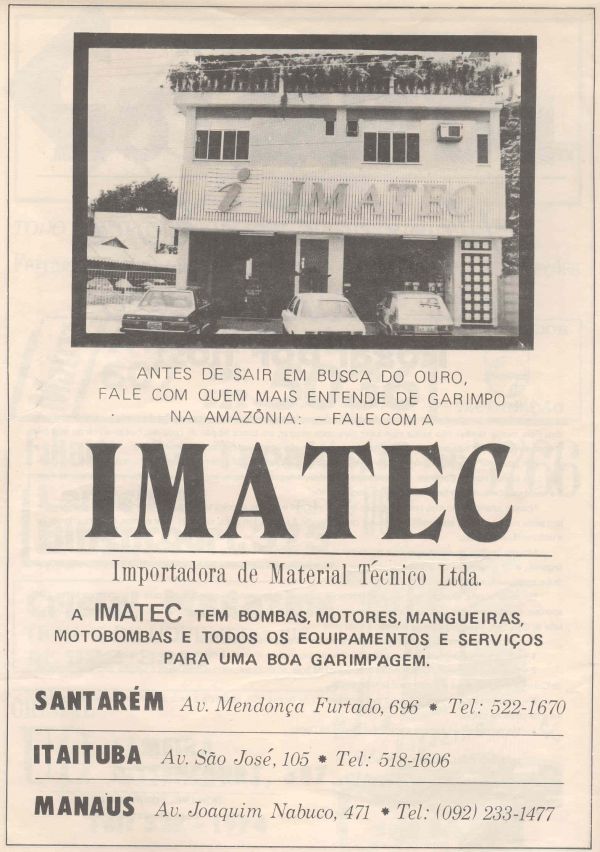 i IMATEC
ANTES DE SAIR EM BUSCA DO OURO,
FALE COM QUEM MAIS ENTENDE DE GARIMPO
NA AMAZÔNIA: – FALE COM A
IMATEC
Importadora de Material Técnico Ltda.
A IMATEC TEM BOMBAS, MOTORES, MANGUEIRAS,
MOTOBOMBAS E TODOS OS EQUIPAMENTOS E SERVIÇOS
PARA UMA BOA GARIMPAGEM.
SANTARÉM Av. Mendonça Furtado, 696 * Tel: 522-1670
ITAITUBA Av. São José, 105 * Tel: 518-1606
MANAUS Av. Joaquim Nabuco, 471 * Tel: (092) 233-1477